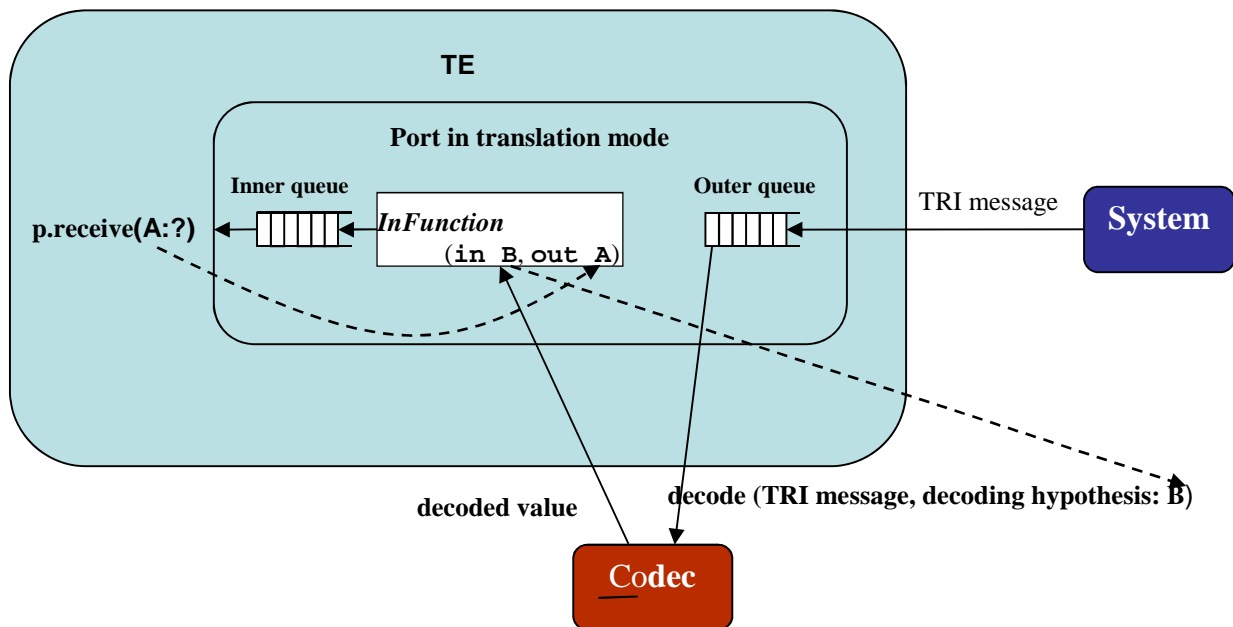 TE
Port in translation mode
Inner queue
Outer queue
TRI message
System
p.receive(A:?)
InFunction
(in B, out A)
decoded value
decode (TRI message, decoding hypothesis: B)
Codec